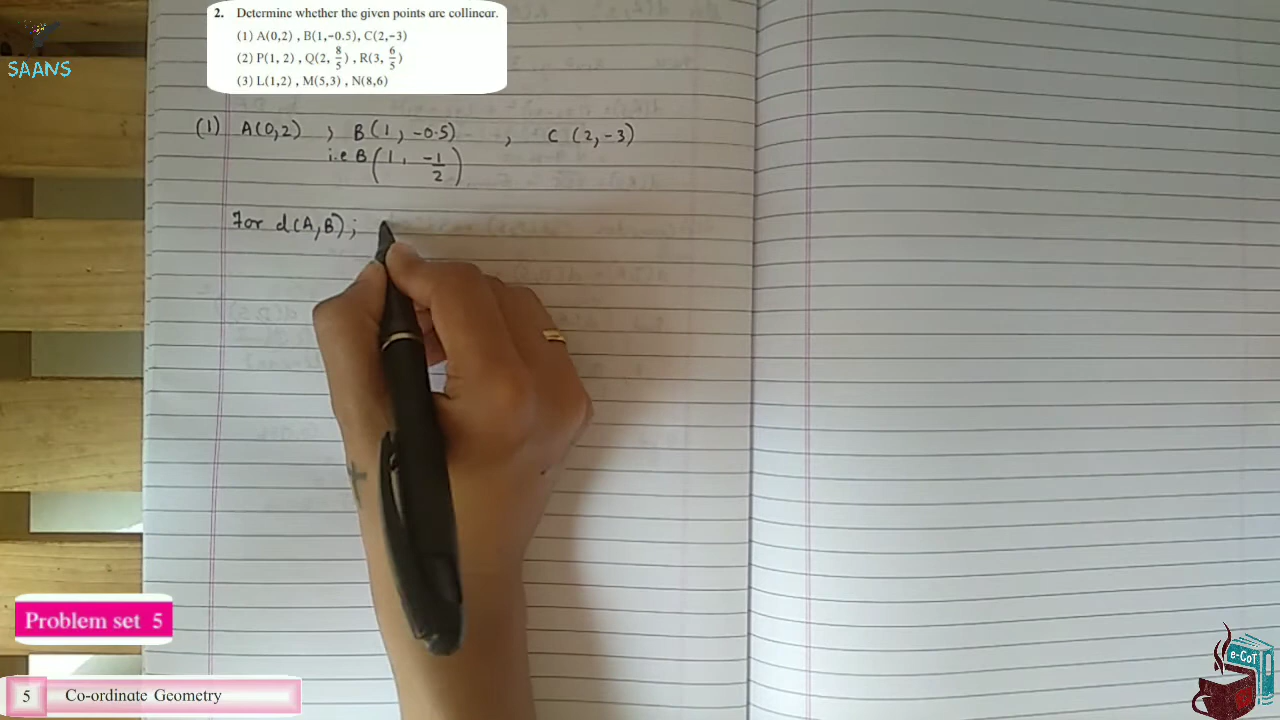 2. Determine whether the given points are collinear.
(1) A(0,2) , B(1,-0.5), C(2,-3)
(2) P(1, 2) , Q(2, 8/5) , R(3, 6/5)
(3) L(1,2) , M(5,3) , N(8,6)
SAANS
(1) A(0,2) , B(1, -0.5) , C (2,-3)
i.e B(1, -1/2)
For d(A,B);
Problem set 5
5 Co-ordinate Geometry
e-CoT